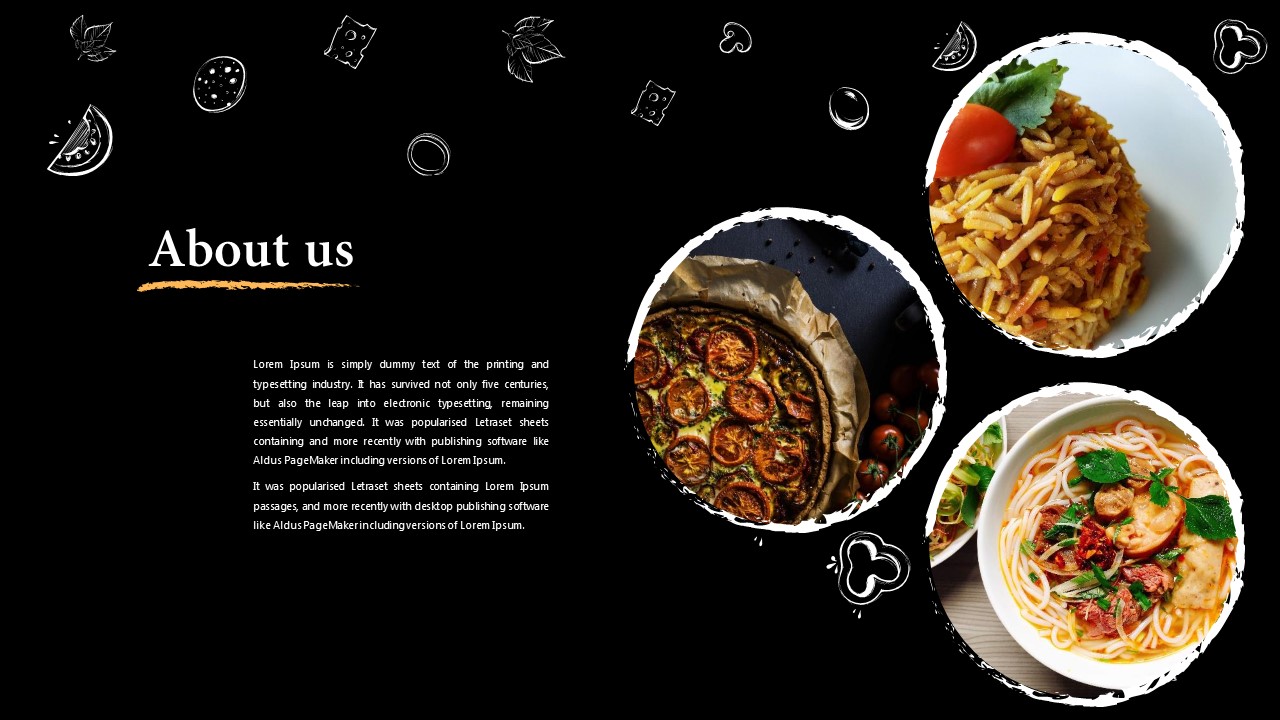 About us
Lorem Ipsum is simply dummy text of the printing and
typesetting industry. It has survived not only five centuries,
but also the leap into electronic typesetting, remaining
essentially unchanged. It was popularised Letraset sheets
containing and more recently with publishing software like
Aldus PageMaker including versions of Lorem Ipsum.
It was popularised Letraset sheets containing Lorem Ipsum
passages, and more recently with desktop publishing software
like Aldus PageMaker including versions of Lorem Ipsum.